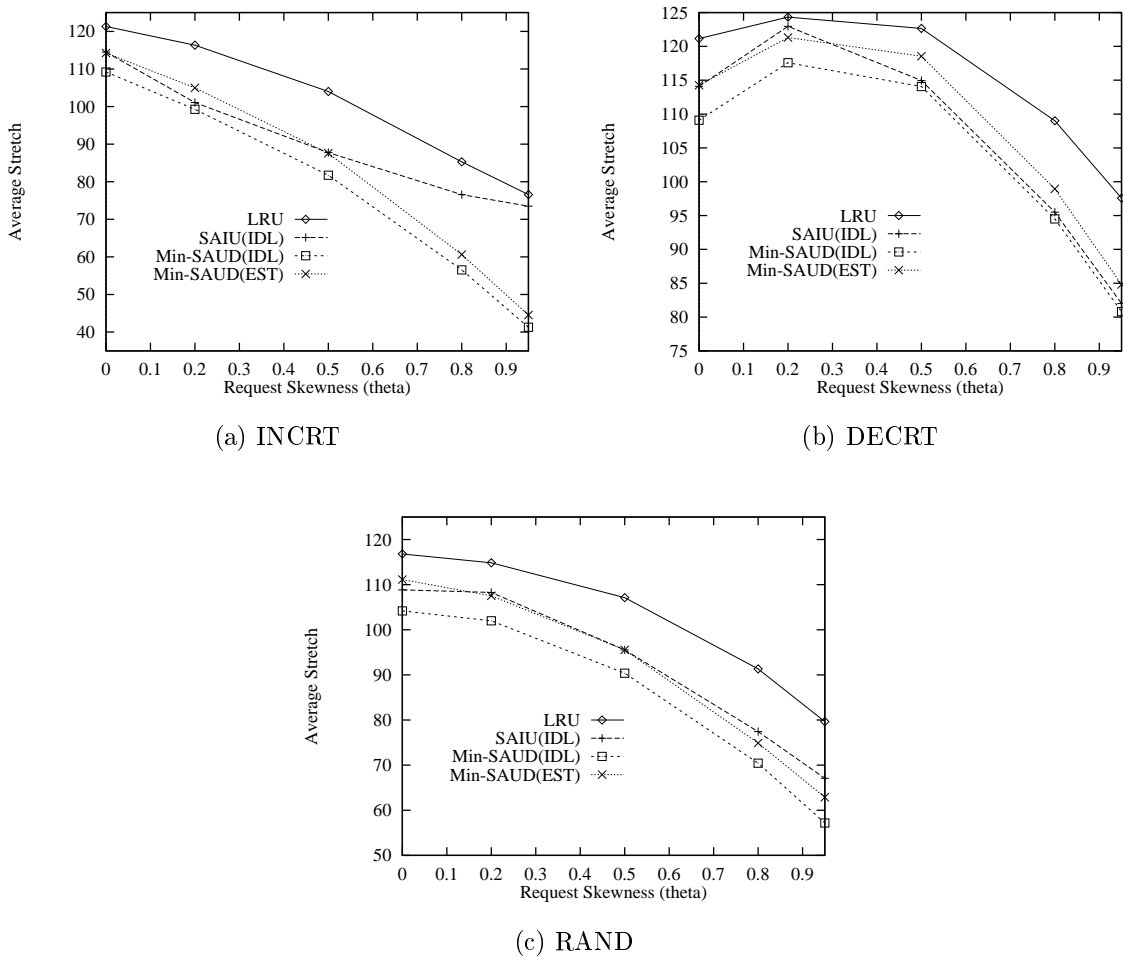 120
110
100
90
80
70
60
50
40
Average Stretch
LRU
SAIU(IDL)
Min-SAUD(IDL)
Min-SAUD(EST)
0 0.1 0.2 0.3 0.4 0.5 0.6 0.7 0.8 0.9
Request Skewness (theta)
(a) INCRT
125
120
115
110
105
100
95
90
85
80
75
Average Stretch
LRU
SAIU(IDL)
Min-SAUD(IDL)
Min-SAUD(EST)
0 0.1 0.2 0.3 0.4 0.5 0.6 0.7 0.8 0.9
Request Skewness (theta)
(b) DECRT
120
110
100
90
80
70
60
50
Average Stretch
LRU
SAIU(IDL)
Min-SAUD(IDL)
Min-SAUD(EST)
0 0.1 0.2 0.3 0.4 0.5 0.6 0.7 0.8 0.9
Request Skewness (theta)
(c) RAND